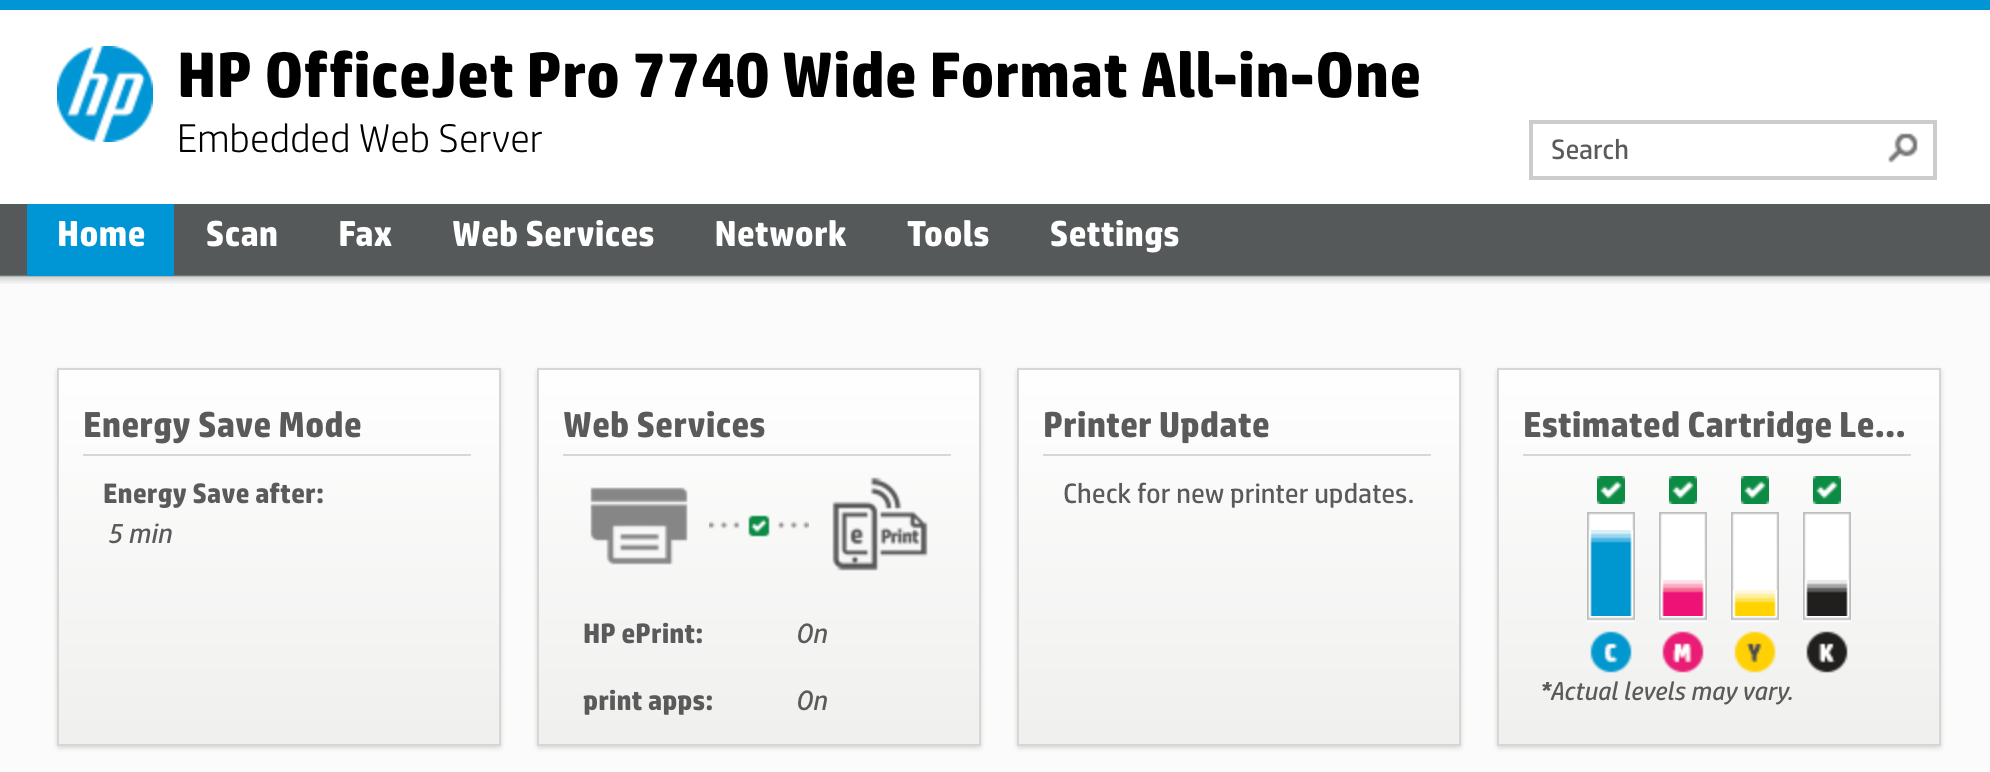 hp
HP OfficeJet Pro 7740 Wide Format All-in-One
Embedded Web Server
Search
Home Scan Fax Web Services Network Tools Settings
Energy Save Mode
Energy Save after:
5 min
Web Services
e Print
HP ePrint: On
print apps: On
Printer Update
Check for new printer updates.
Estimated Cartridge Le...
C M Y K
*Actual levels may vary.